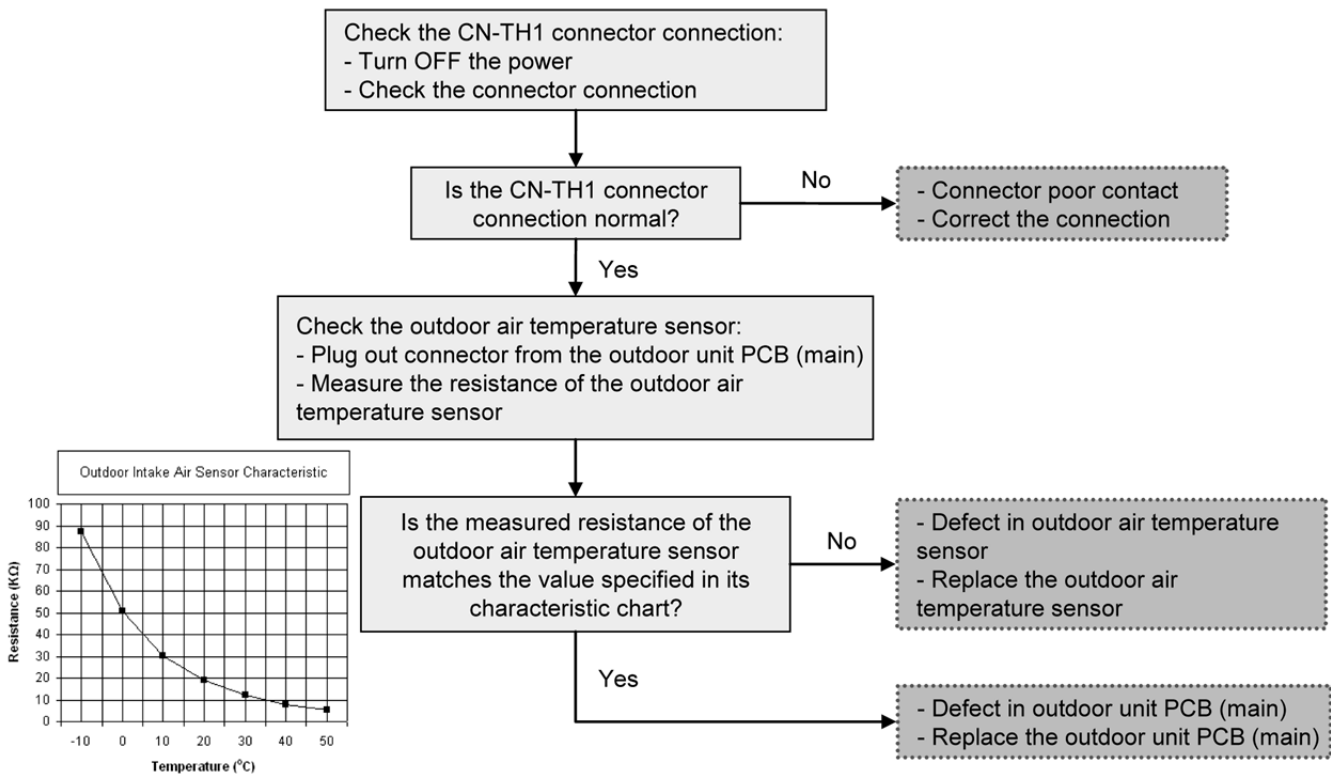 Check the CN-TH1 connector connection:
- Turn OFF the power
- Check the connector connection
Is the CN-TH1 connector
connection normal?
No
- Connector poor contact
- Correct the connection
Yes
Check the outdoor air temperature sensor:
- Plug out connector from the outdoor unit PCB (main)
- Measure the resistance of the outdoor air
temperature sensor
Outdoor Intake Air Sensor Characteristic
100
90
80
70
60
50
40
30
20
10
0
Resistance (KΩ)
-10 0 10 20 30 40 50
Temperature (°C)
Is the measured resistance of the
outdoor air temperature sensor
matches the value specified in its
characteristic chart?
No
- Defect in outdoor air temperature
sensor
- Replace the outdoor air
temperature sensor
Yes
- Defect in outdoor unit PCB (main)
- Replace the outdoor unit PCB (main)